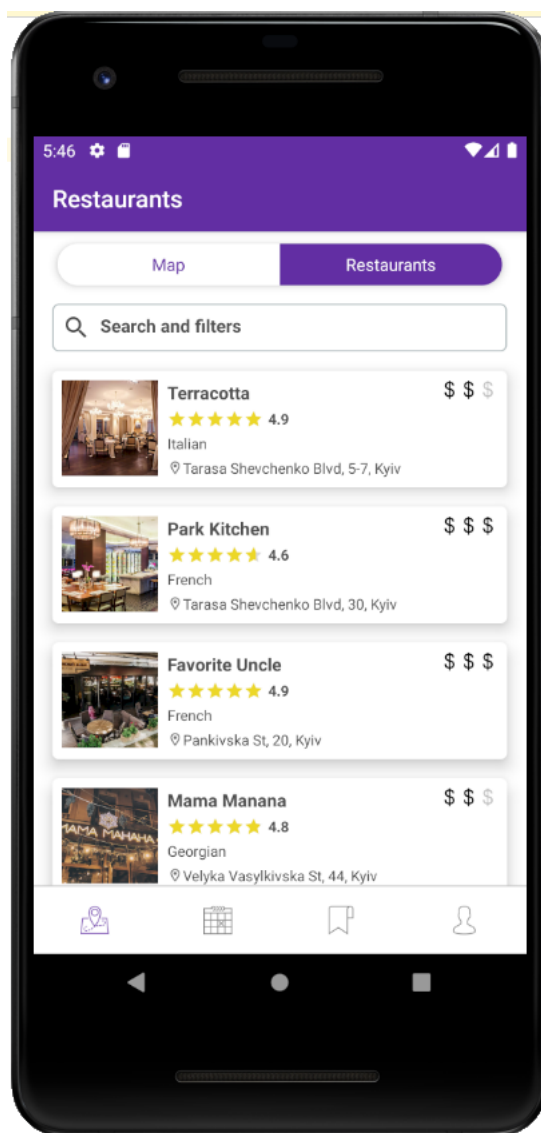 5:46
Restaurants
Map Restaurants
Search and filters
Terracotta $ $ $
4.9
Italian
Tarasa Shevchenko Blvd, 5-7, Kyiv
Park Kitchen $ $ $
4.6
French
Tarasa Shevchenko Blvd, 30, Kyiv
Favorite Uncle $ $ $
4.9
French
Pankivska St, 20, Kyiv
MAMA МАНАНА
Mama Manana $ $ $
4.8
Georgian
Velyka Vasylkivska St, 44, Kyiv